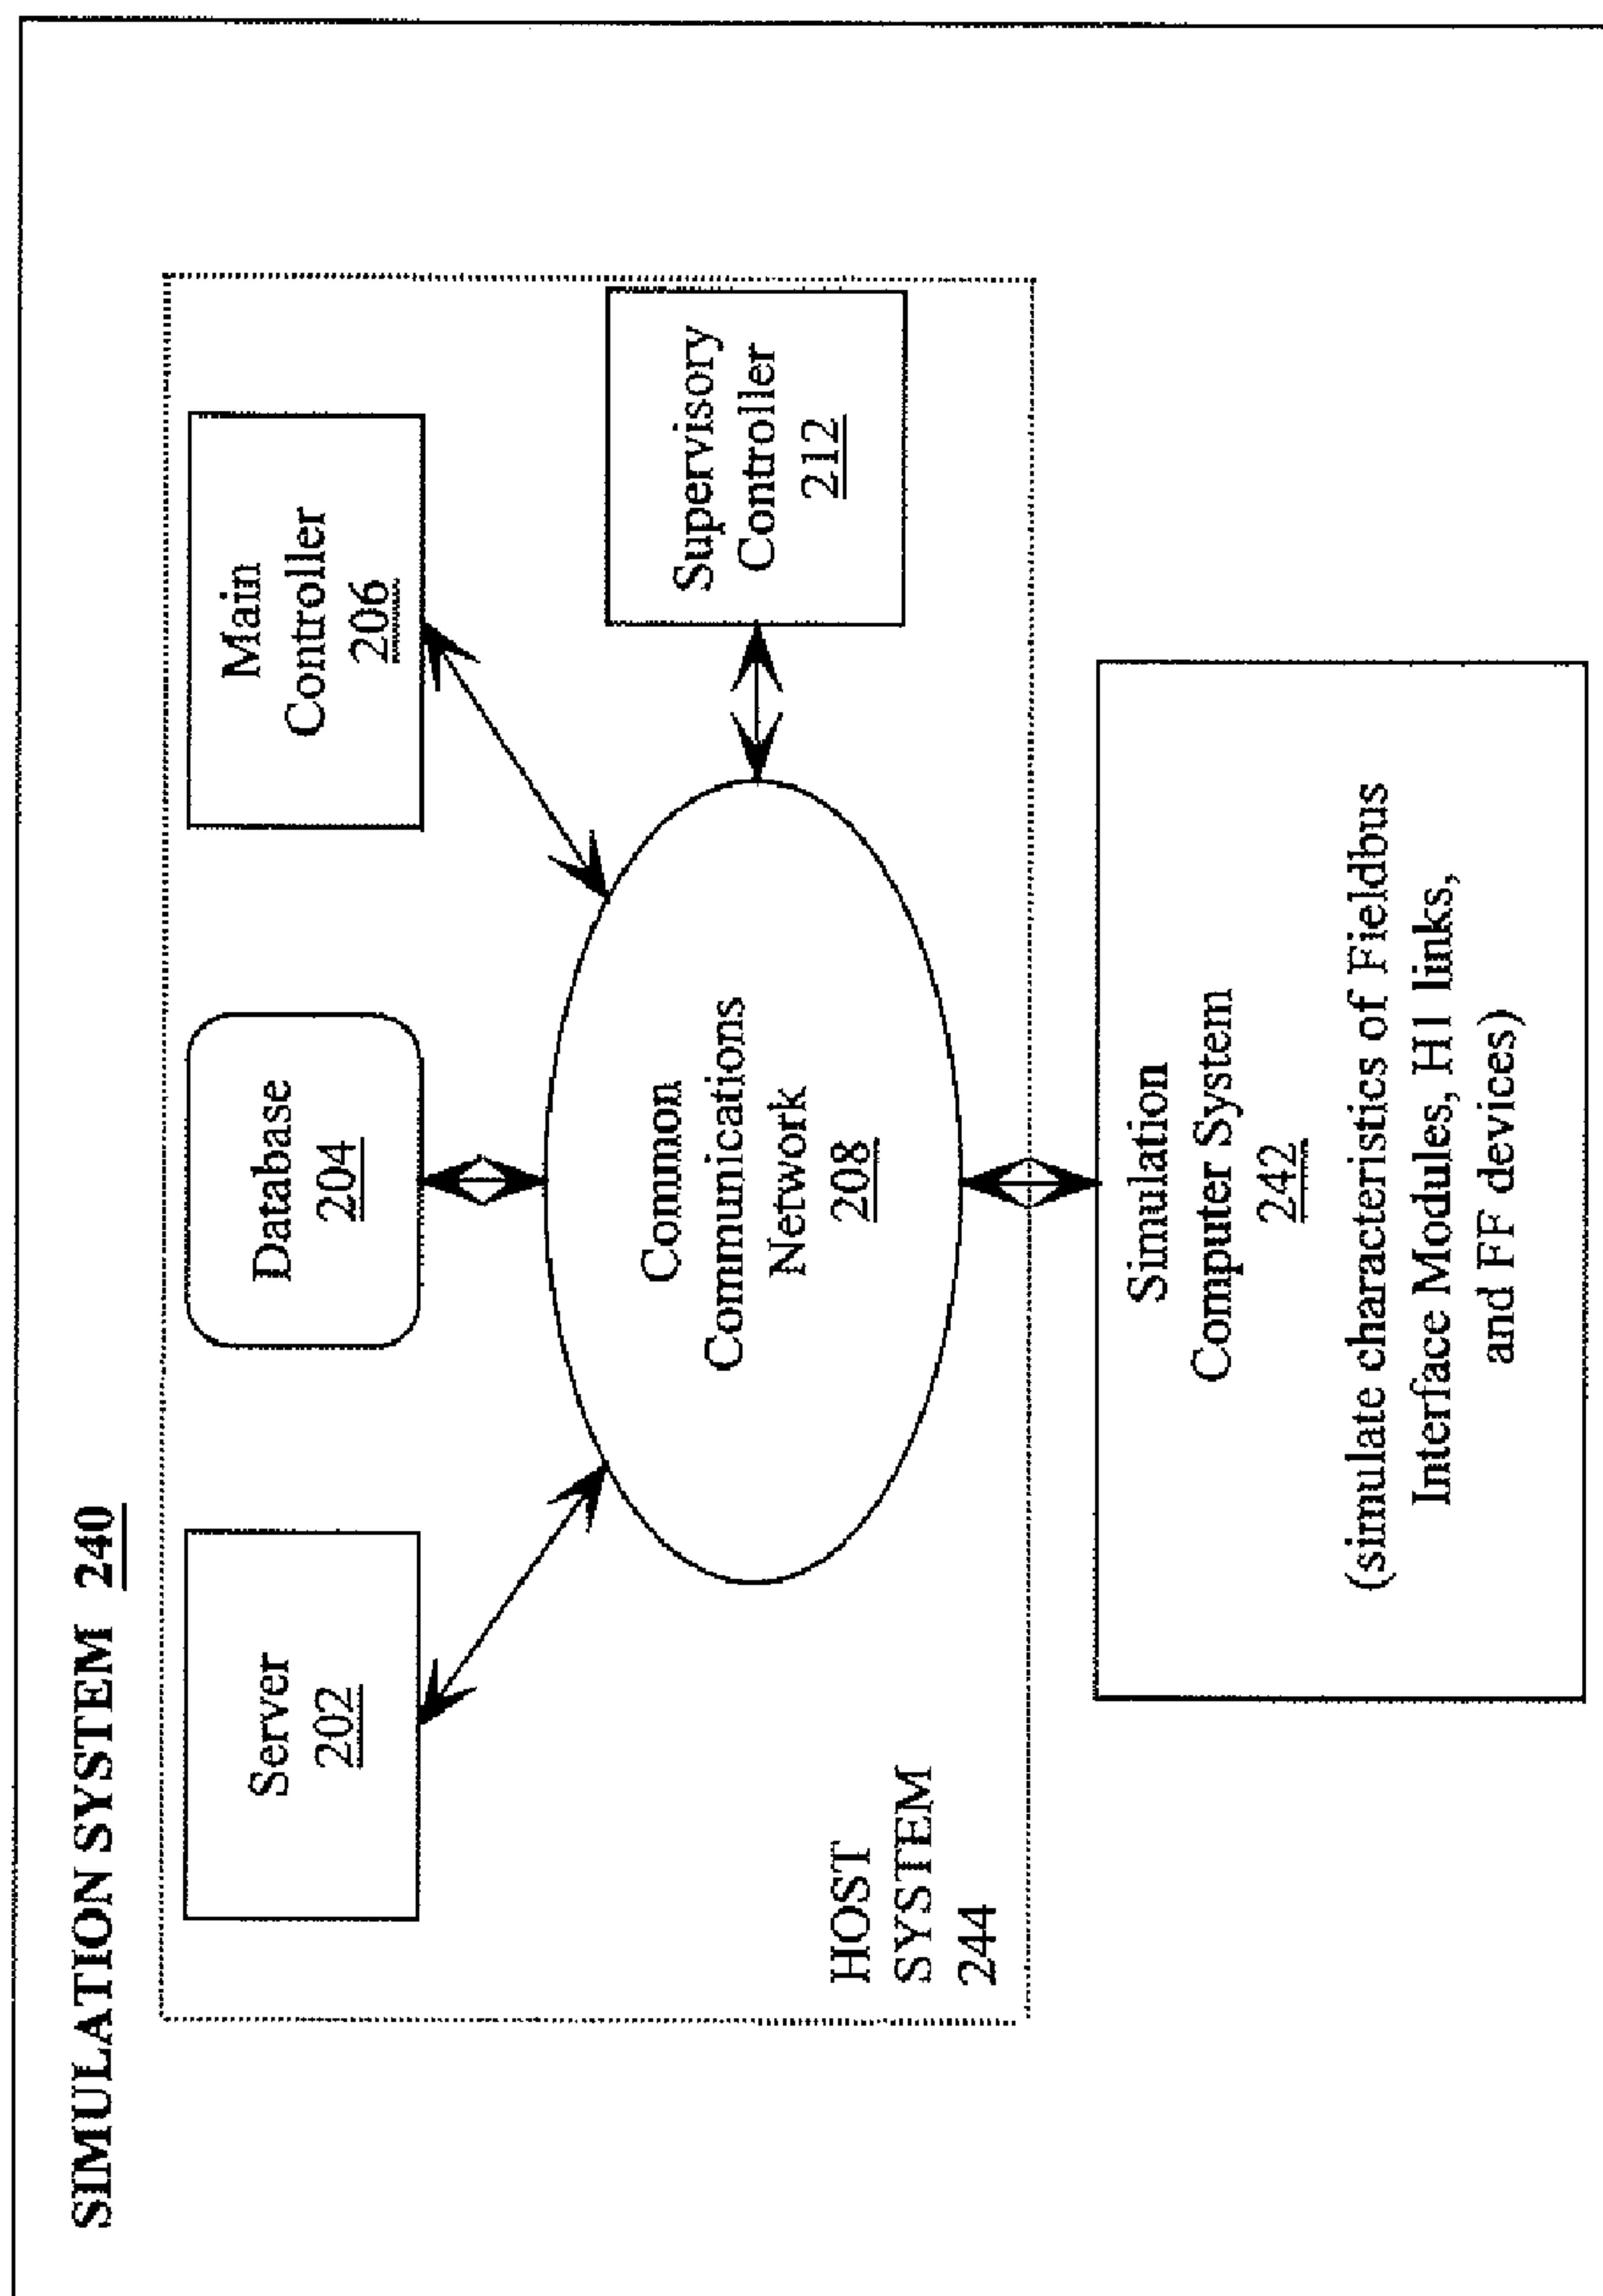 SIMULATION SYSTEM 240
Server
202
Database
204
Main
Controller
206
Common
Communications
Network
208
Supervisory
Controller
212
HOST
SYSTEM
244
Simulation
Computer System
242
(simulate characteristics of Fieldbus
Interface Modules, H1 links,
and FF devices)